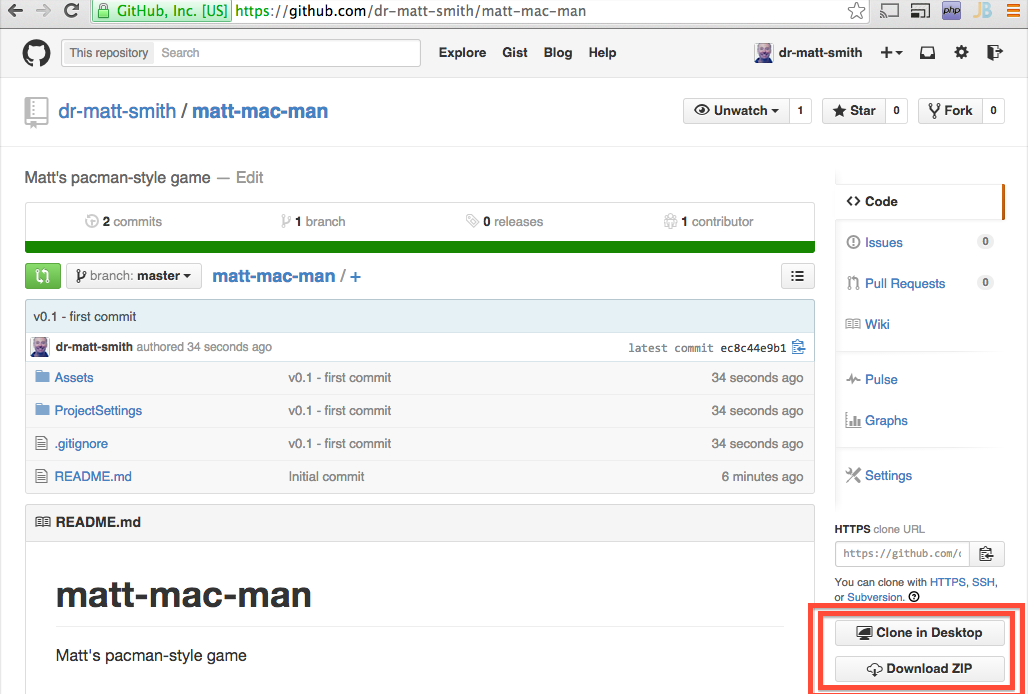 GitHub, Inc. [US] https://github.com/dr-matt-smith/matt-mac-man
php JB
This repository Search Explore Gist Blog Help dr-matt-smith
dr-matt-smith / matt-mac-man Unwatch 1 Star 0 Fork 0
Matt's pacman-style game — Edit
2 commits 1 branch 0 releases 1 contributor
branch: master matt-mac-man / +
v0.1 - first commit
dr-matt-smith authored 34 seconds ago latest commit ec8c44e9b1
Assets v0.1 - first commit 34 seconds ago
ProjectSettings v0.1 - first commit 34 seconds ago
.gitignore v0.1 - first commit 34 seconds ago
README.md Initial commit 6 minutes ago
README.md
matt-mac-man
Matt's pacman-style game
Code
Issues 0
Pull Requests 0
Wiki
Pulse
Graphs
Settings
HTTPS clone URL
https://github.com/
You can clone with HTTPS, SSH,
or Subversion.
Clone in Desktop
Download ZIP